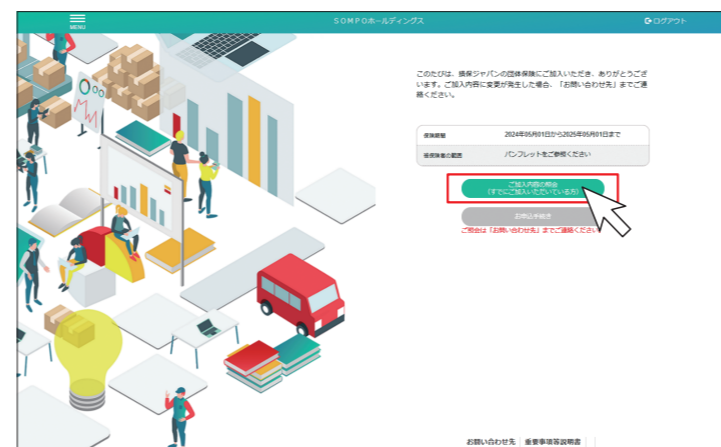 MENU
SOMPOホールディングス
ログアウト
このたびは、損保ジャパンの団体保険にご加入いただき、ありがとうござ
います。ご加入内容に変更が発生した場合、「お問い合わせ先」までご連
絡ください。
保険期間 2024年05月01日から2025年05月01日まで
被保険者の範囲 パンフレットをご参照ください
ご加入内容の照会
(すでにご加入いただいている方)
お申込手続き
ご照会は「お問い合わせ先」までご連絡ください
お問い合わせ先 重要事項等説明書